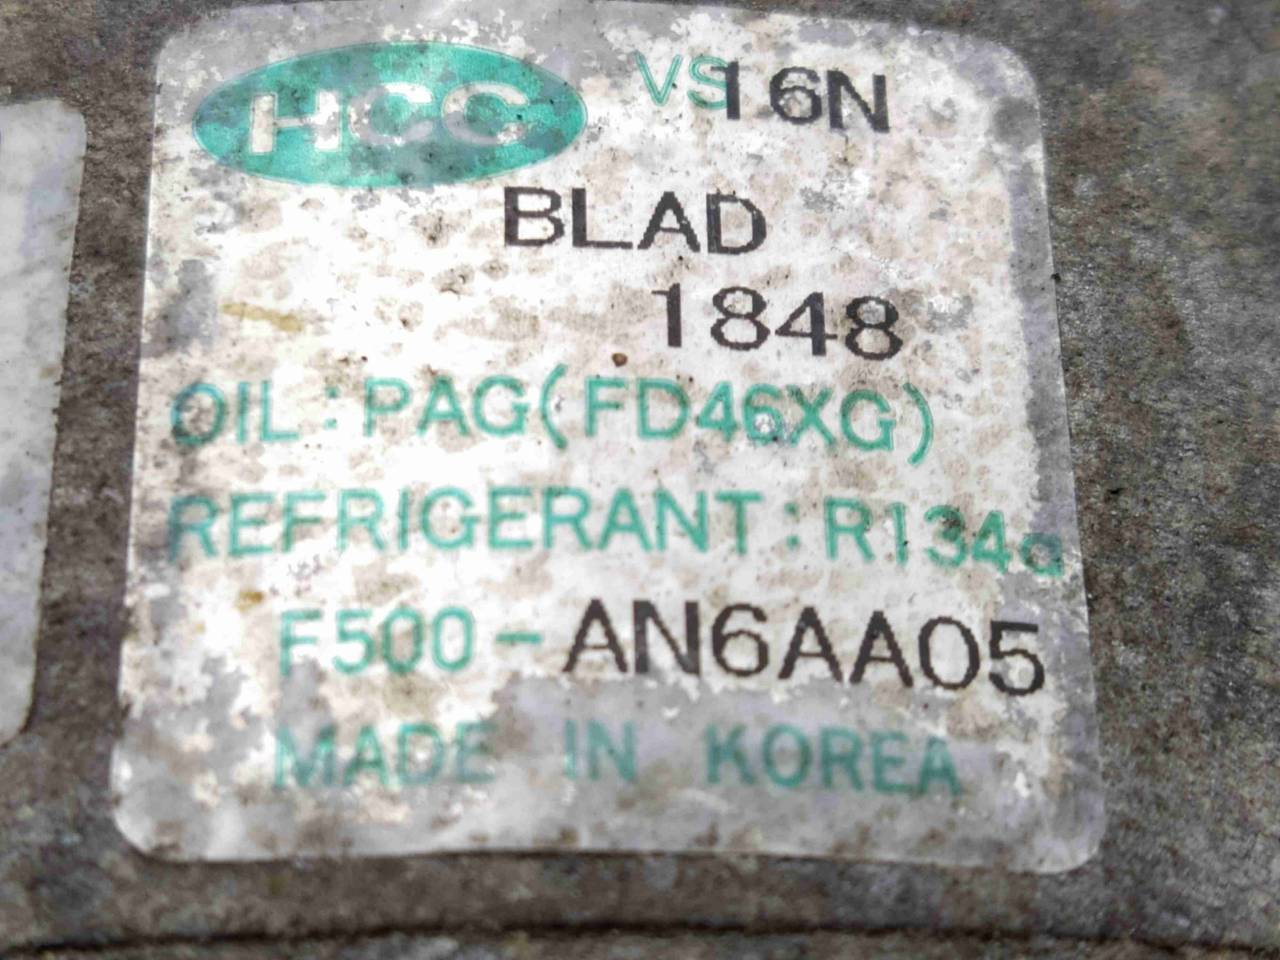 HCC VS16N
BLAD
1848
OIL : PAG(FD46XG)
REFRIGERANT : R134a
F500-AN6AA05
MADE IN KOREA